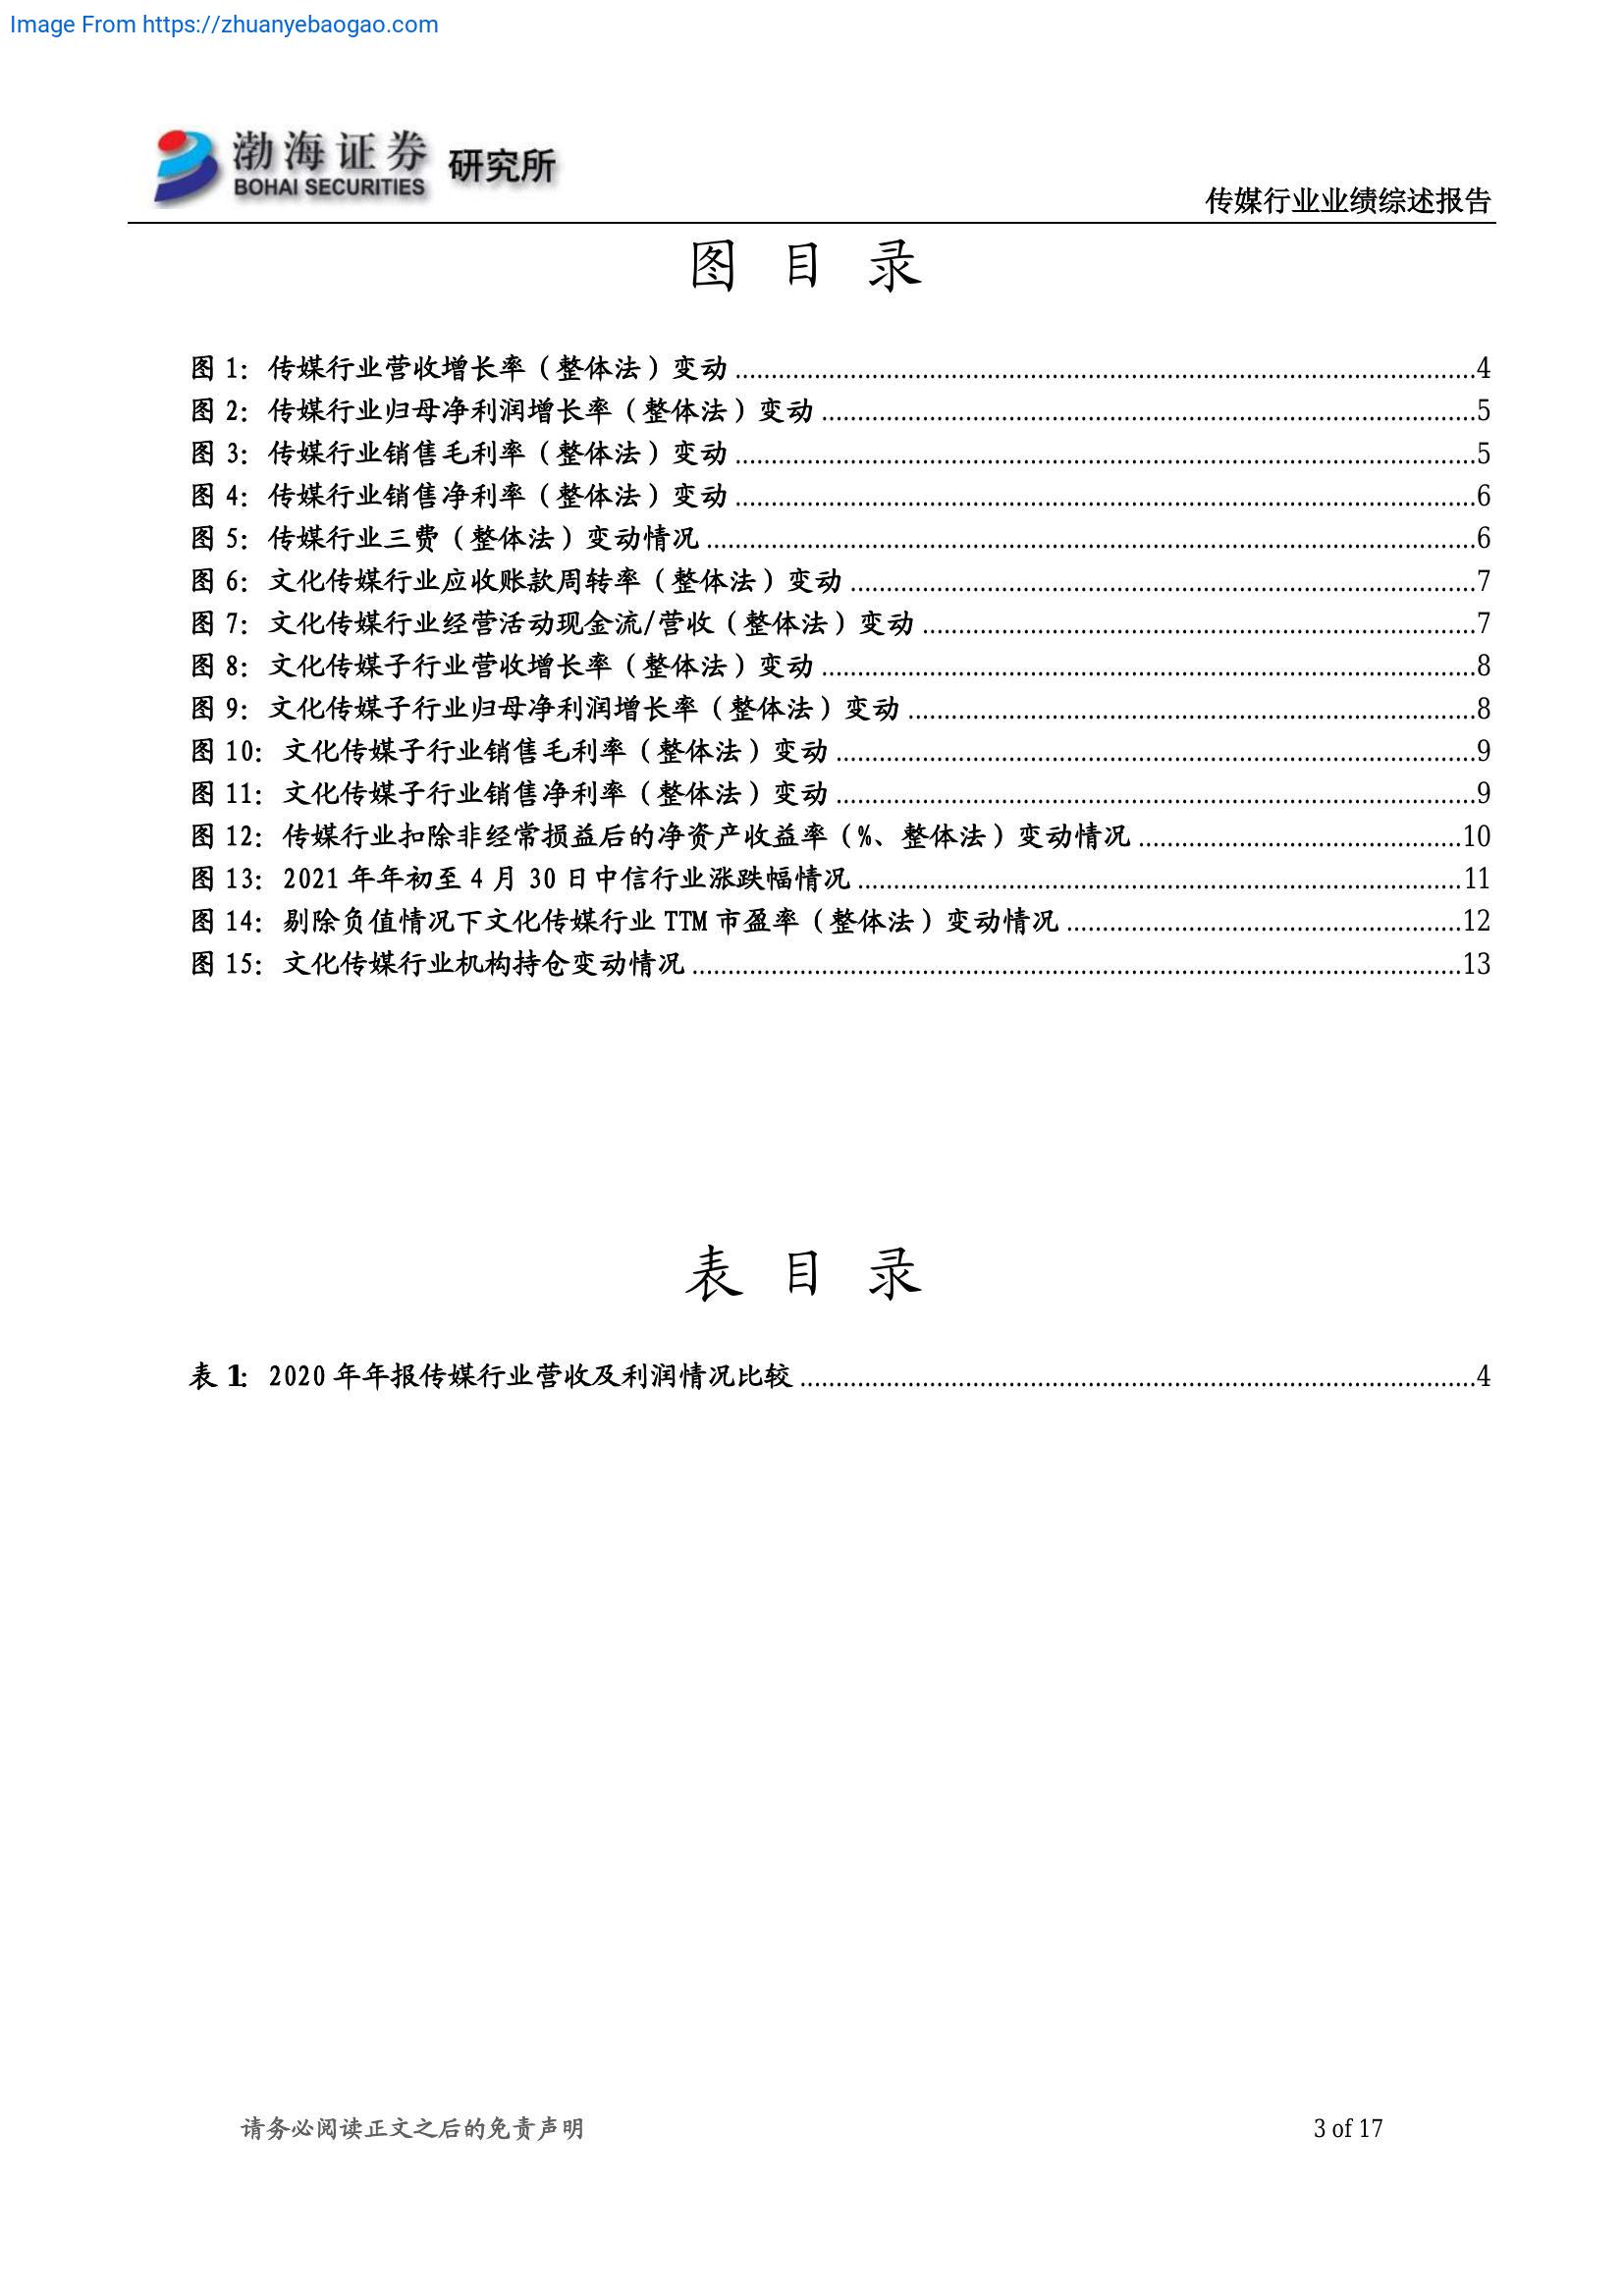 Image From https://zhuanyebaogao.com
渤海证券 研究所
BOHAI SECURITIES
传媒行业业绩综述报告
图 目 录
图 1: 传媒行业营收增长率（整体法）变动........4
图 2: 传媒行业归母净利润增长率（整体法）变动........5
图 3: 传媒行业销售毛利率（整体法）变动........5
图 4: 传媒行业销售净利率（整体法）变动........6
图 5: 传媒行业三费（整体法）变动情况........6
图 6: 文化传媒行业应收账款周转率（整体法）变动........7
图 7: 文化传媒行业经营活动现金流/营收（整体法）变动........7
图 8: 文化传媒子行业营收增长率（整体法）变动........8
图 9: 文化传媒子行业归母净利润增长率（整体法）变动........8
图 10: 文化传媒子行业销售毛利率（整体法）变动........9
图 11: 文化传媒子行业销售净利率（整体法）变动........9
图 12: 传媒行业扣除非经常损益后的净资产收益率（%、整体法）变动情况........10
图 13: 2021 年年初至 4 月 30 日中信行业涨跌幅情况........11
图 14: 剔除负值情况下文化传媒行业 TTM 市盈率（整体法）变动情况........12
图 15: 文化传媒行业机构持仓变动情况........13
表 目 录
表 1: 2020 年年报传媒行业营收及利润情况比较........4
请务必阅读正文之后的免责声明
3 of 17